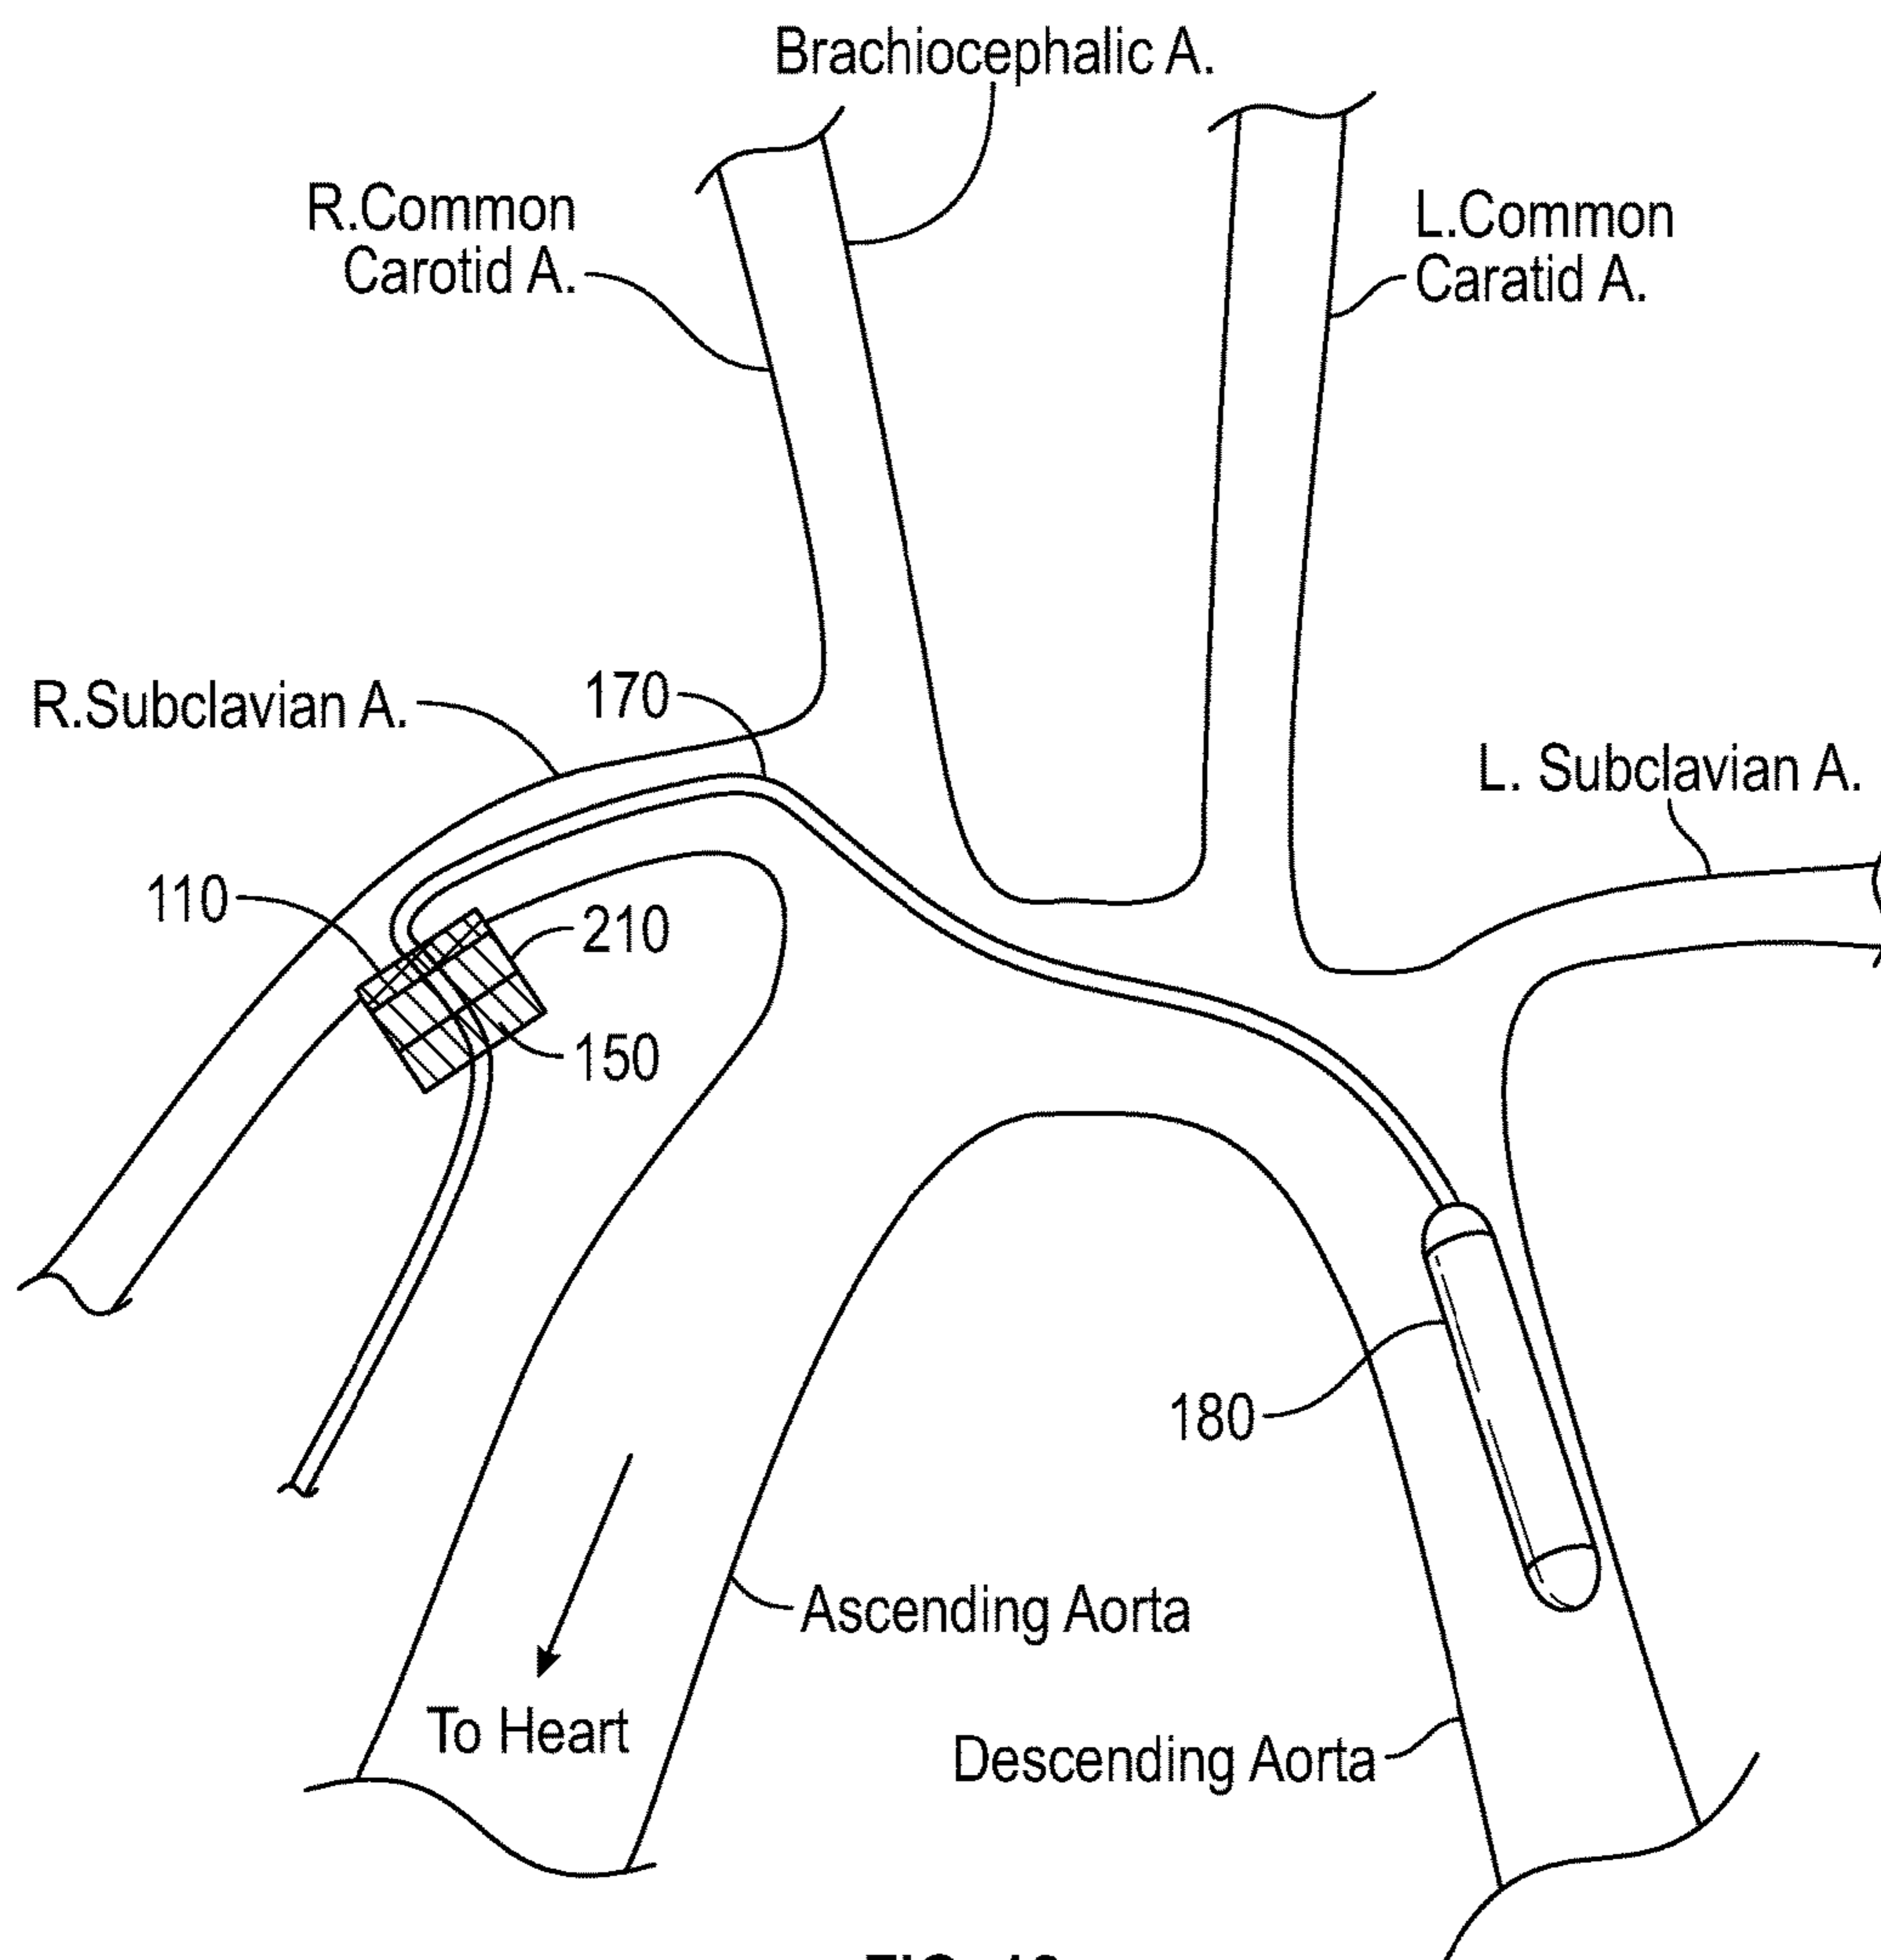 Brachiocephalic A.
R.Common
Carotid A.
L.Common
Caratid A.
R.Subclavian A.
170
L. Subclavian A.
110
210
150
180
Ascending Aorta
To Heart
Descending Aorta